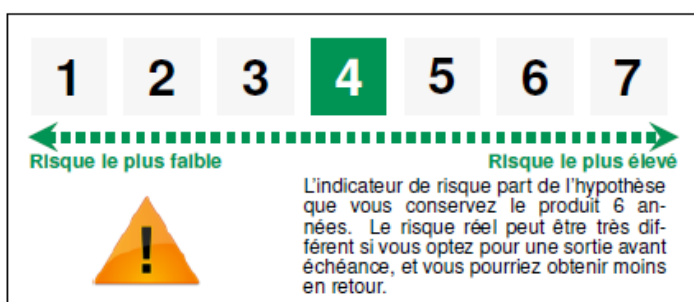 1 2 3 4 5 6 7
Risque le plus faible Risque le plus élevé
L'indicateur de risque part de l'hypothèse
que vous conservez le produit 6 an-
nées. Le risque réel peut être très dif-
férent si vous optez pour une sortie avant
échéance, et vous pourriez obtenir moins
en retour.
!